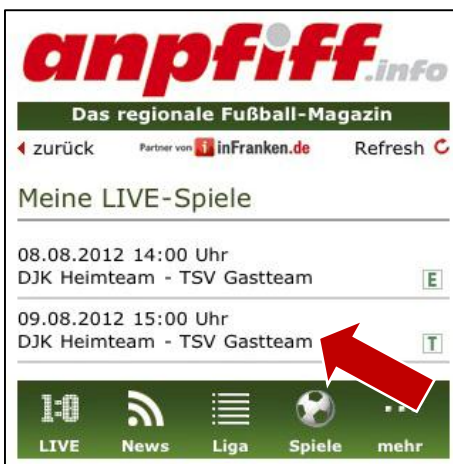 anpfiff.info
Das regionale Fußball-Magazin
zurück Partner von i inFranken.de Refresh
Meine LIVE-Spiele
08.08.2012 14:00 Uhr
DJK Heimteam - TSV Gastteam E
09.08.2012 15:00 Uhr
DJK Heimteam - TSV Gastteam T
1:0
LIVE News Liga Spiele mehr